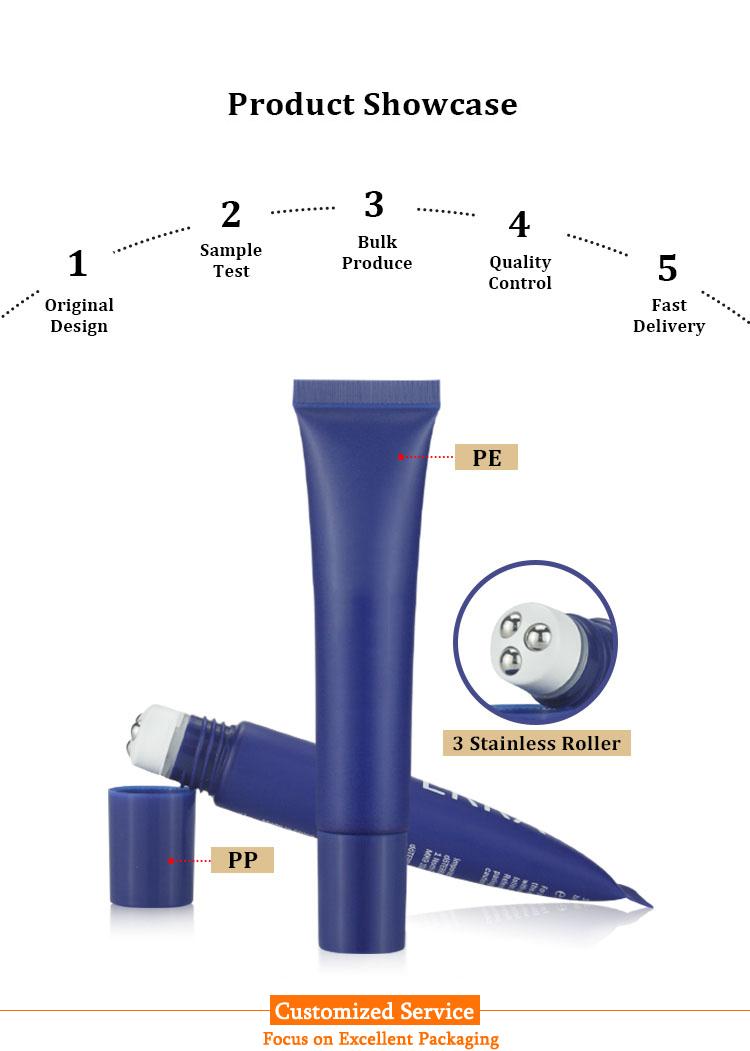 Product Showcase
1
Original
Design
2
Sample
Test
3
Bulk
Produce
4
Quality
Control
5
Fast
Delivery
PE
3 Stainless Roller
PP
Customized Service
Focus on Excellent Packaging